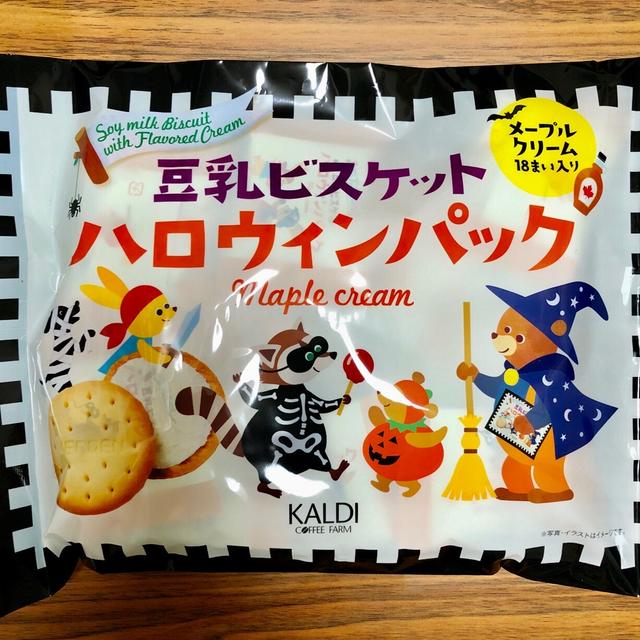 Soy milk Biscuit
with Flavored Cream
メープル
クリーム
18まい入り
豆乳ビスケット
ハロウィンパック
Maple cream
KALDI
COFFEE FARM
※写真・イラストはイメージです。